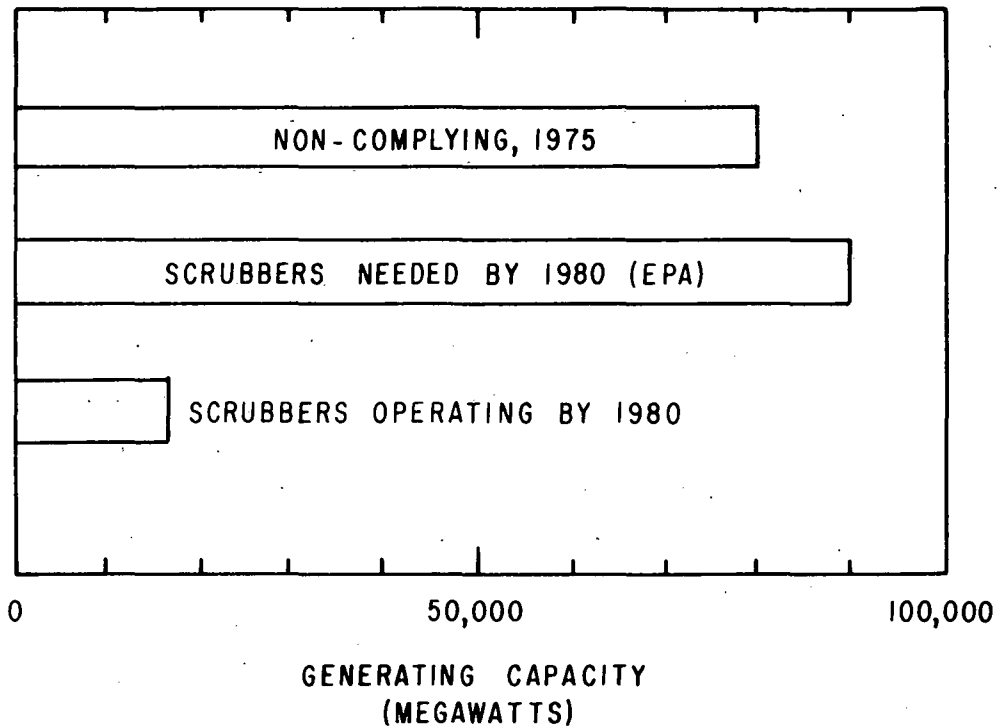 NON-COMPLYING, 1975
SCRUBBERS NEEDED BY 1980 (EPA)
SCRUBBERS OPERATING BY 1980
0 50,000 100,000
GENERATING CAPACITY
(MEGAWATTS)